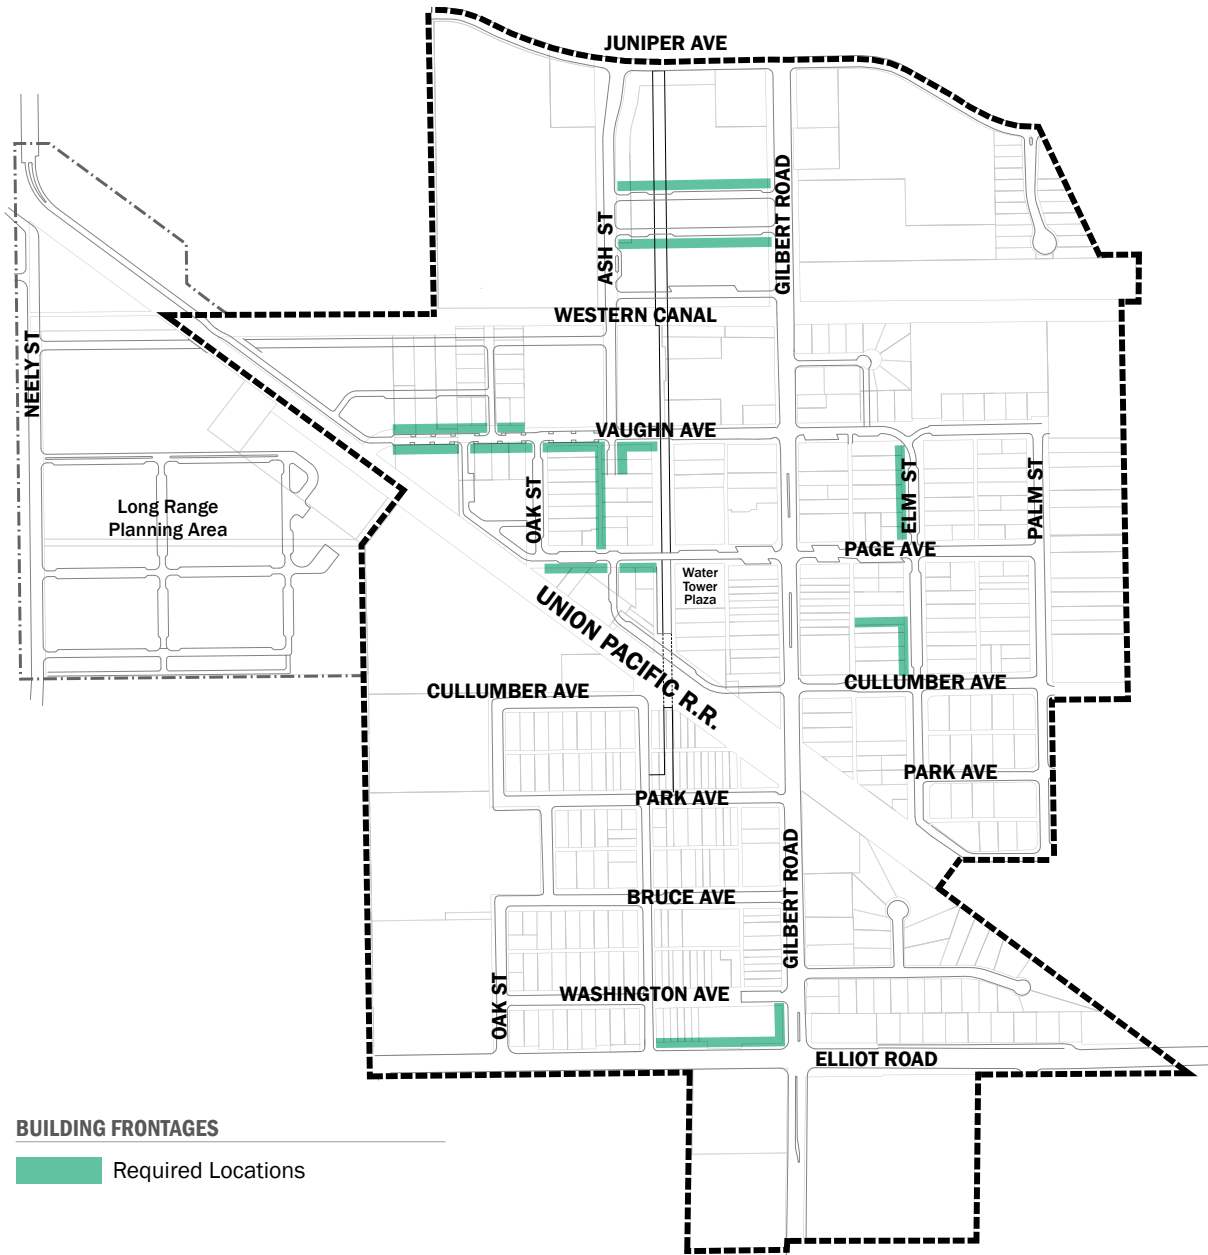 JUNIPER AVE
GILBERT ROAD
ASH ST
WESTERN CANAL
NEELY ST
VAUGHN AVE
OAK ST
ELM ST
PALM ST
Long Range
Planning Area
PAGE AVE
Water
Tower
Plaza
UNION PACIFIC R.R.
CULLUMBER AVE
CULLUMBER AVE
PARK AVE
PARK AVE
GILBERT ROAD
BRUCE AVE
WASHINGTON AVE
OAK ST
ELLIOT ROAD
BUILDING FRONTAGES
Required Locations